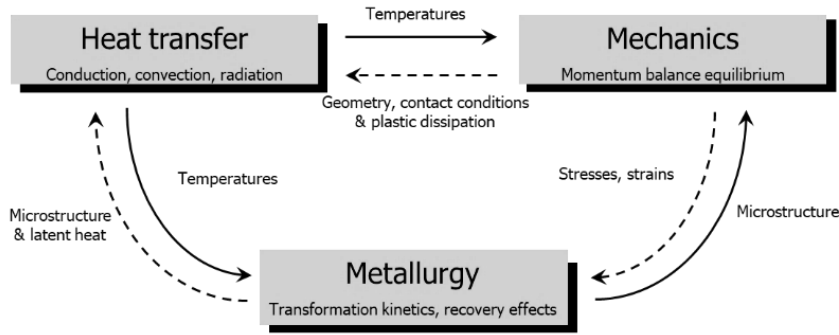 Heat transfer
Conduction, convection, radiation
Temperatures
Mechanics
Momentum balance equilibrium
Geometry, contact conditions
& plastic dissipation
Temperatures
Stresses, strains
Microstructure
& latent heat
Microstructure
Metallurgy
Transformation kinetics, recovery effects